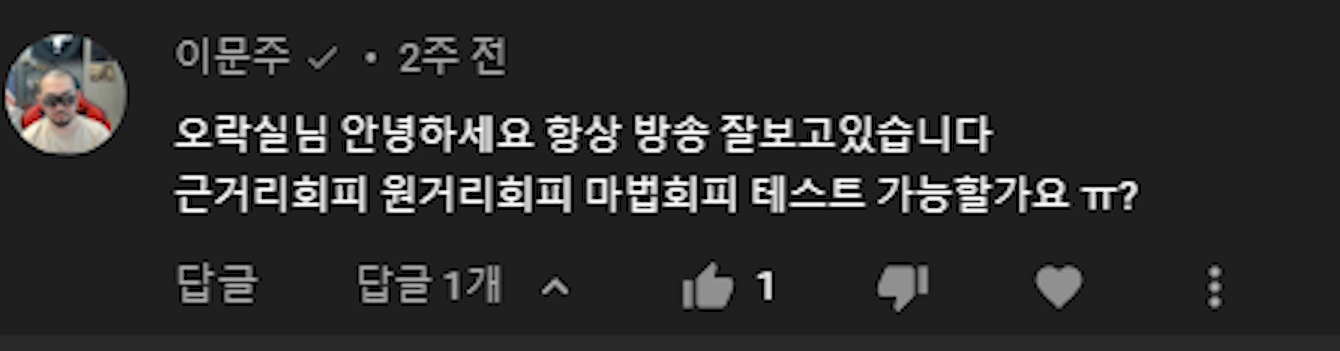 이문주 ✓ • 2주 전
오락실님 안녕하세요 항상 방송 잘보고있습니다
근거리회피 원거리회피 마법회피 테스트 가능할가요 ㅠ?
답글 답글 1개 1